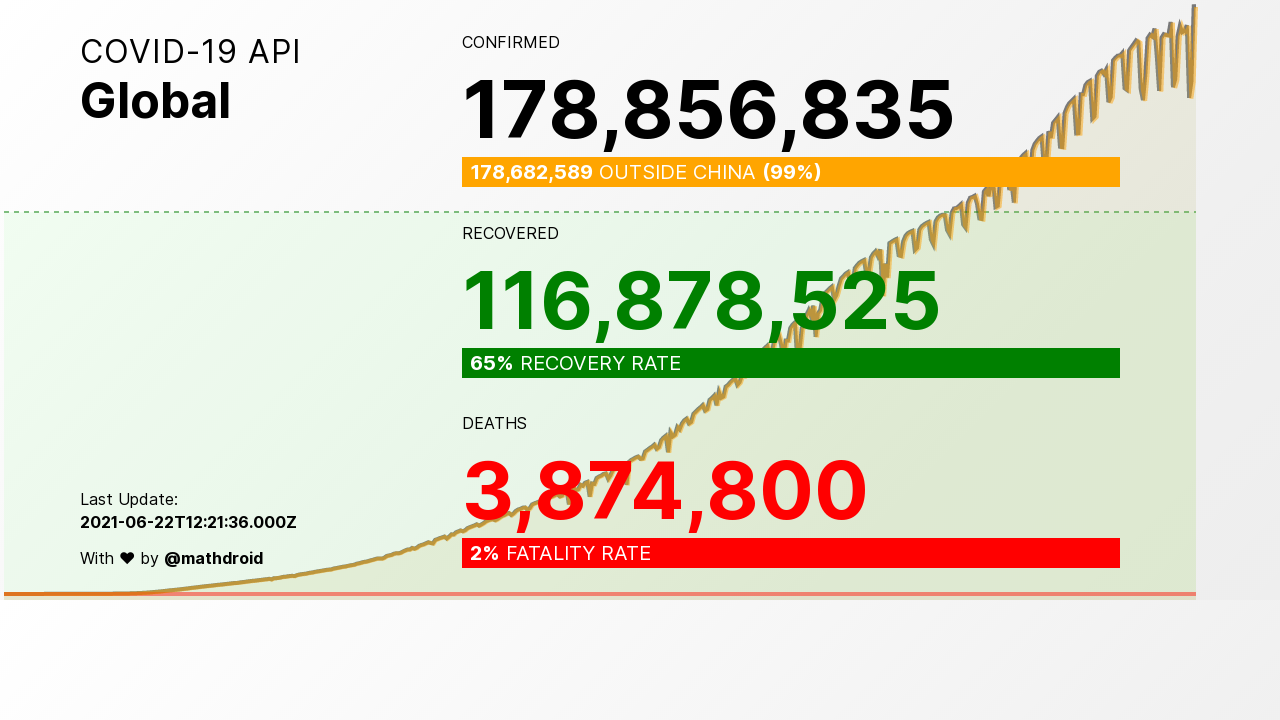 COVID-19 API
Global
CONFIRMED
178,856,835
178,682,589 OUTSIDE CHINA (99%)
RECOVERED
116,878,525
65% RECOVERY RATE
DEATHS
3,874,800
2% FATALITY RATE
Last Update:
2021-06-22T12:21:36.000Z
With ♥ by @mathdroid